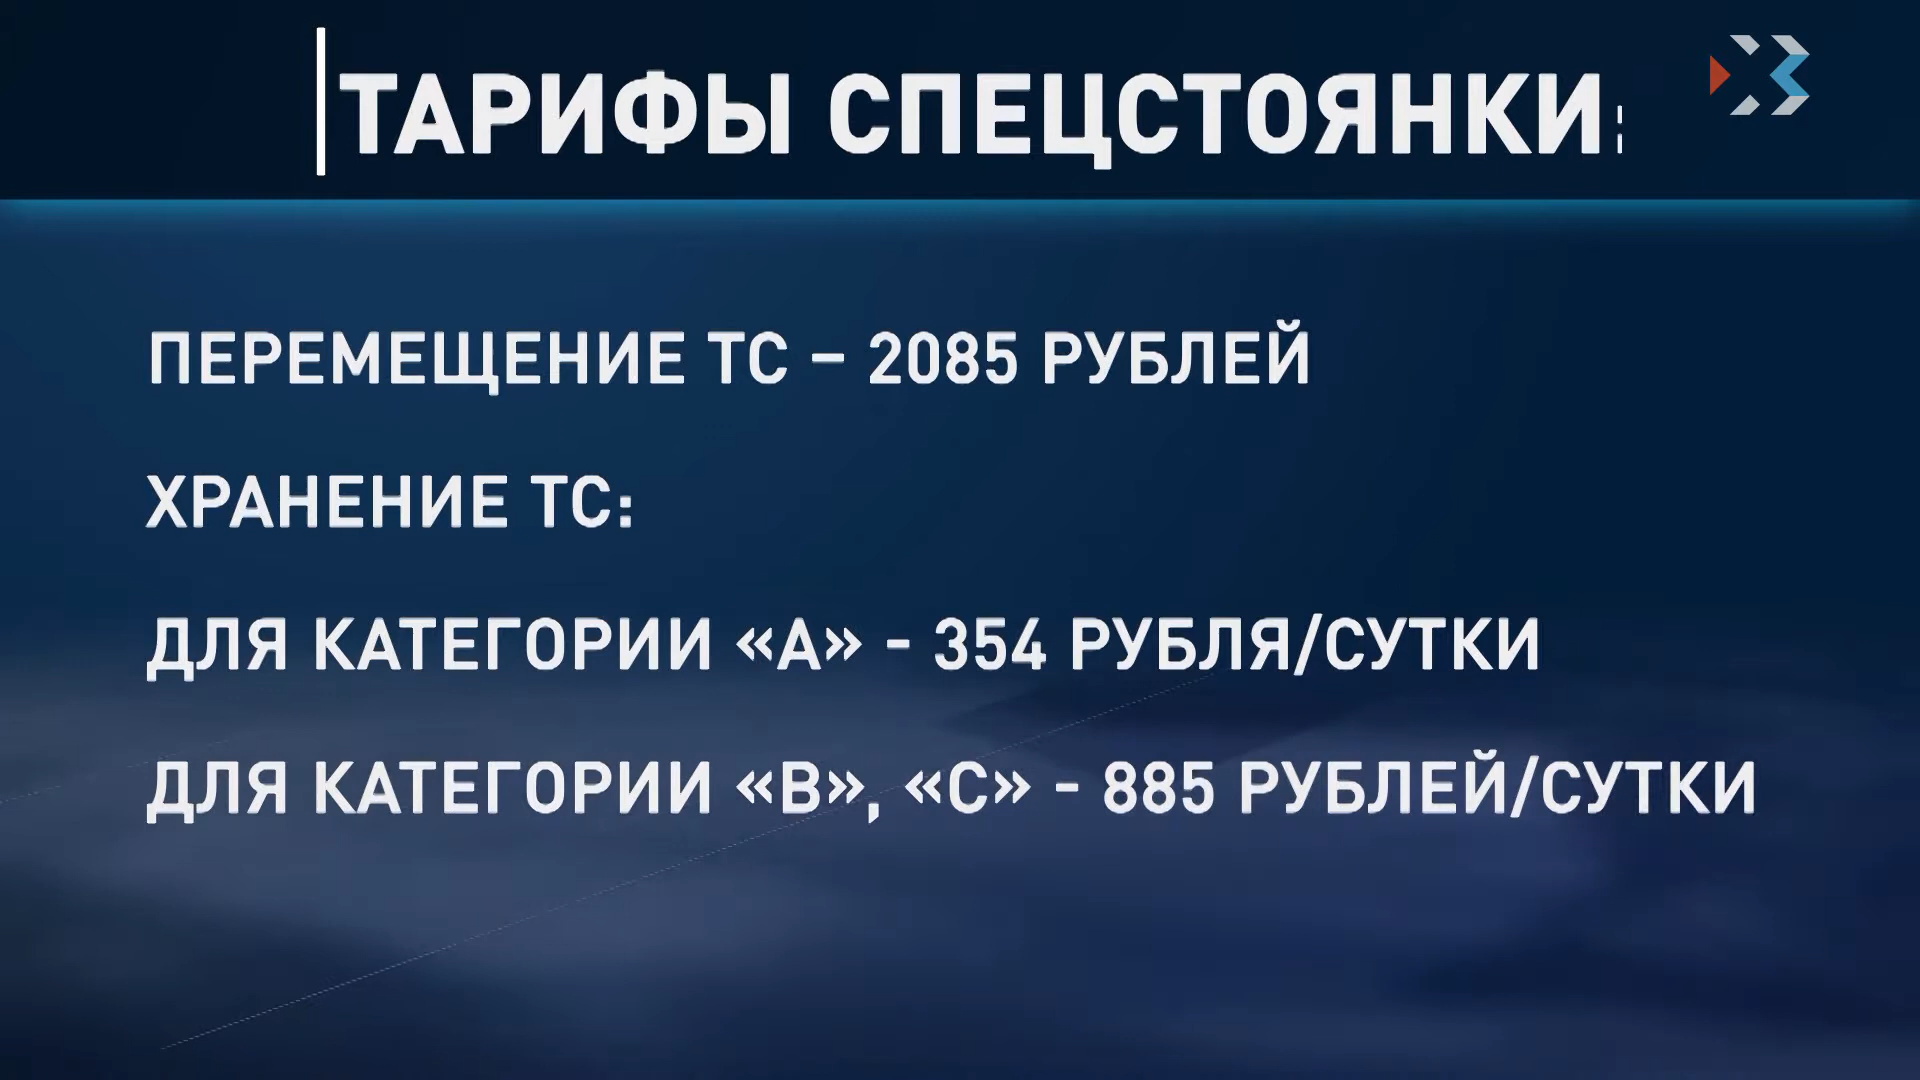 ТАРИФЫ СПЕЦСТОЯНКИ:
ПЕРЕМЕЩЕНИЕ ТС – 2085 РУБЛЕЙ
ХРАНЕНИЕ ТС:
ДЛЯ КАТЕГОРИИ «А» - 354 РУБЛЯ/СУТКИ
ДЛЯ КАТЕГОРИИ «В», «С» - 885 РУБЛЕЙ/СУТКИ